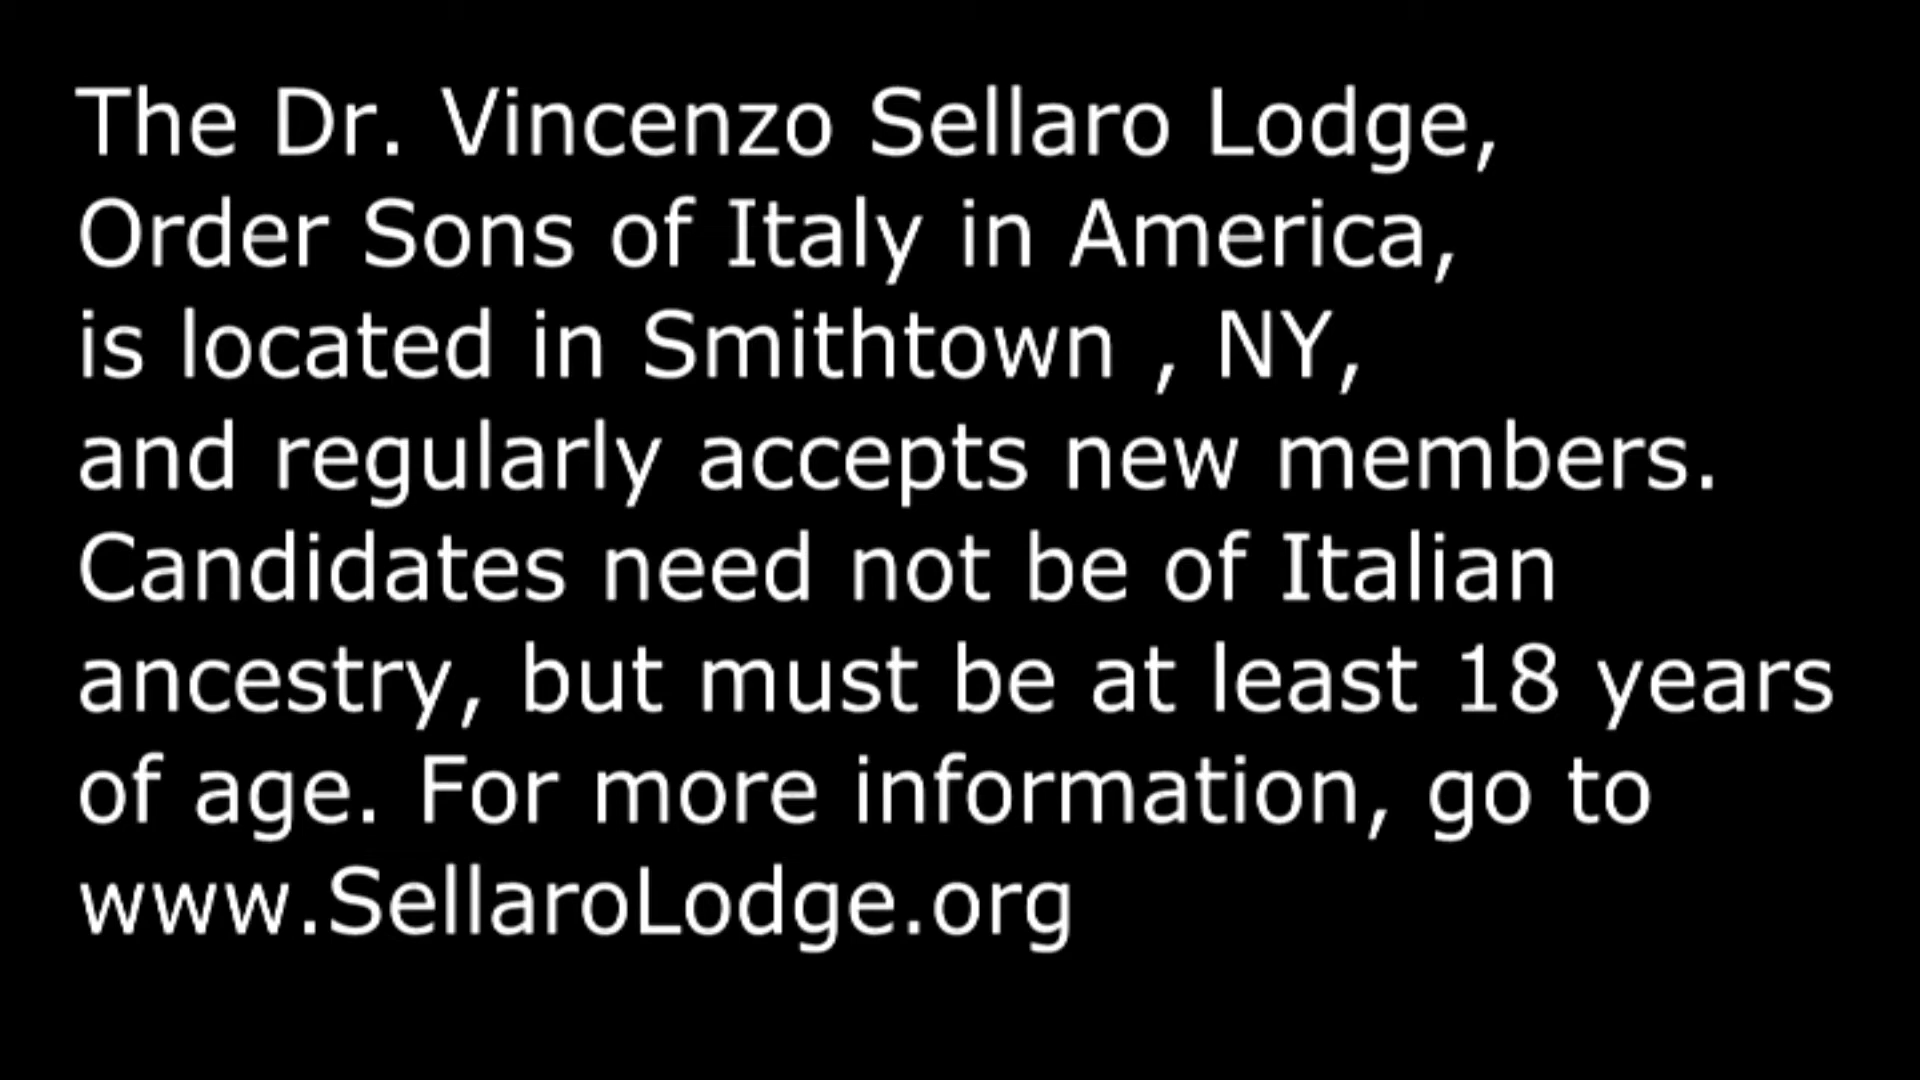 The Dr. Vincenzo Sellaro Lodge,
Order Sons of Italy in America,
is located in Smithtown , NY,
and regularly accepts new members.
Candidates need not be of Italian
ancestry, but must be at least 18 years
of age. For more information, go to
www.SellaroLodge.org